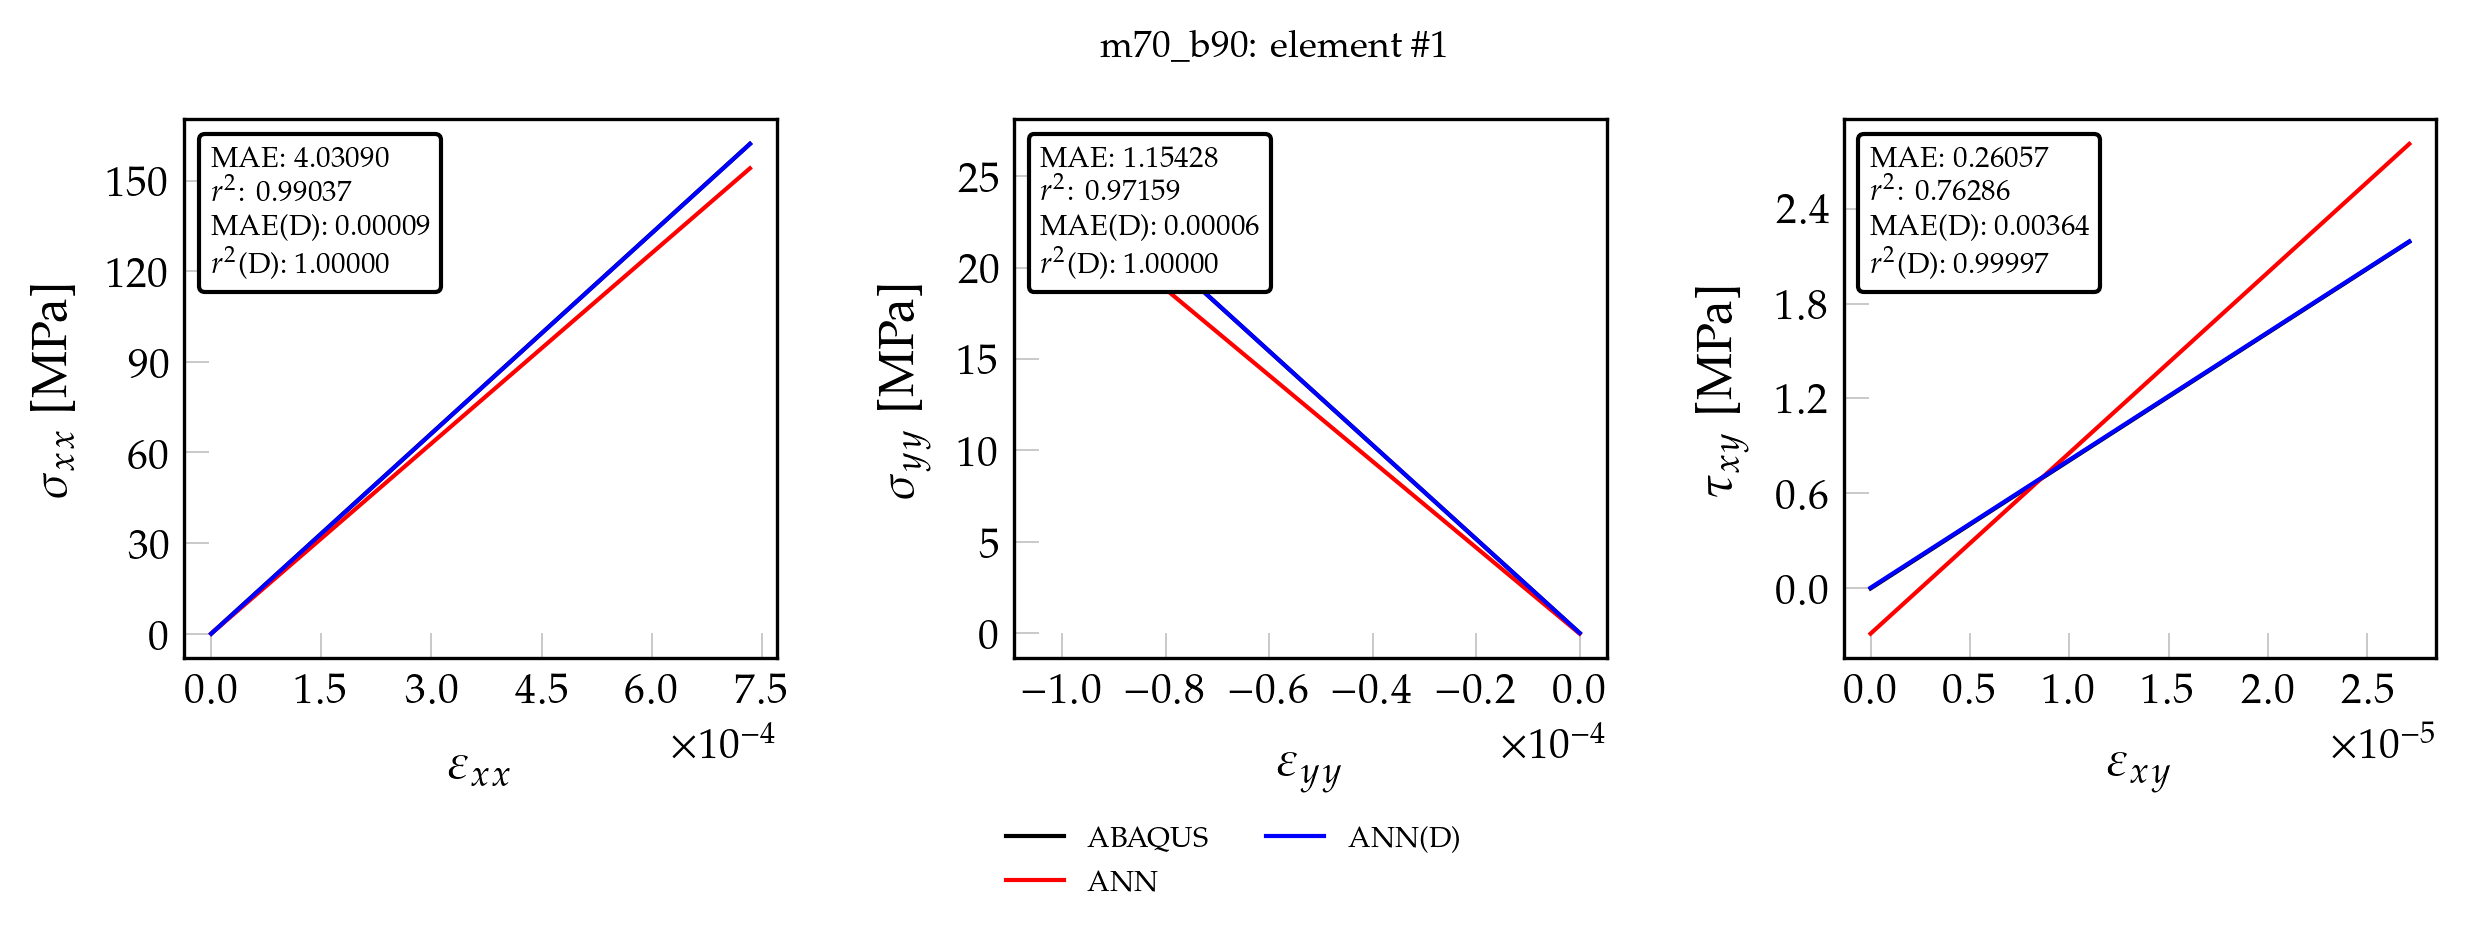 m70_b90: element #1
MAE: 4.03090
r²: 0.99037
MAE(D): 0.00009
r²(D): 1.00000
150
120
90
60
30
0
σxx [MPa]
0.0 1.5 3.0 4.5 6.0 7.5
×10⁻⁴
εxx
MAE: 1.15428
r²: 0.97159
MAE(D): 0.00006
r²(D): 1.00000
25
20
15
10
5
0
σyy [MPa]
−1.0 −0.8 −0.6 −0.4 −0.2 0.0
×10⁻⁴
εyy
MAE: 0.26057
r²: 0.76286
MAE(D): 0.00364
r²(D): 0.99997
2.4
1.8
1.2
0.6
0.0
τxy [MPa]
0.0 0.5 1.0 1.5 2.0 2.5
×10⁻⁵
εxy
ABAQUS
ANN
ANN(D)